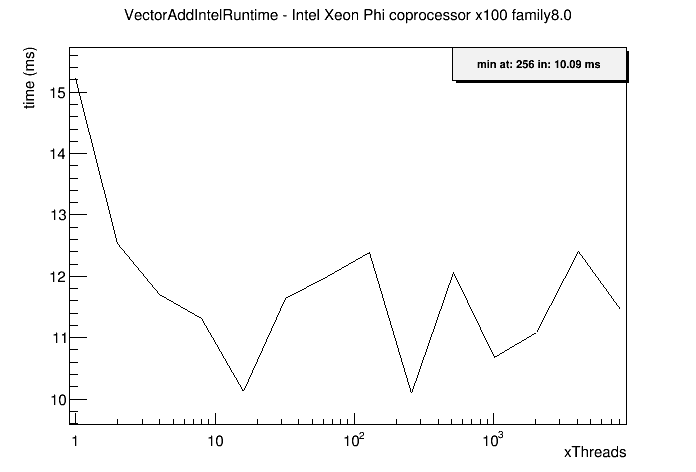 VectorAddIntelRuntime - Intel Xeon Phi coprocessor x100 family8.0
time (ms)
min at: 256 in: 10.09 ms
15
14
13
12
11
10
1
10
10²
10³
xThreads